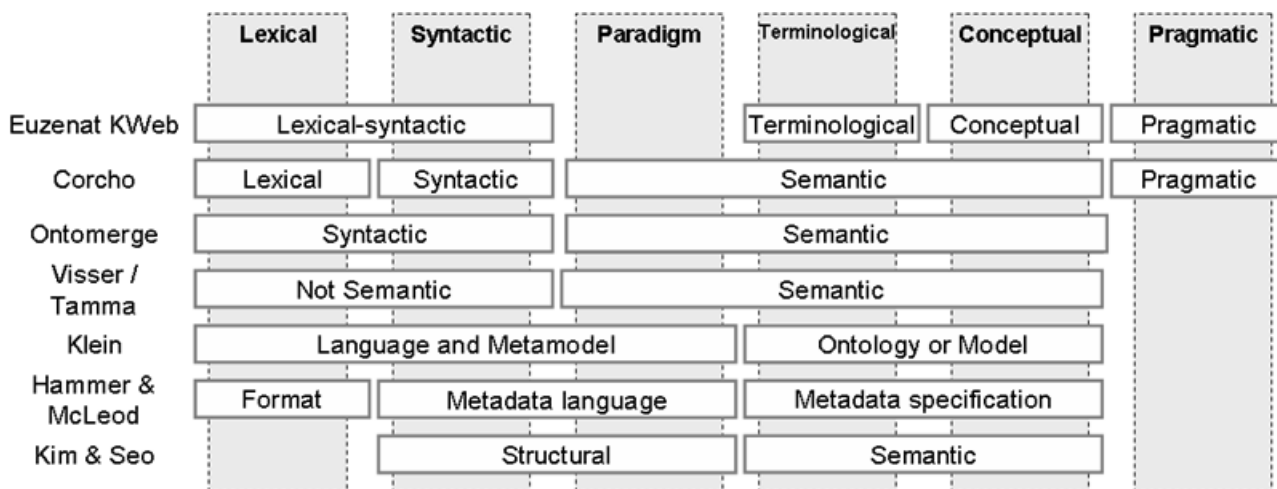 Lexical Syntactic Paradigm Terminological Conceptual Pragmatic
Euzenat KWeb Lexical-syntactic Terminological Conceptual Pragmatic
Corcho Lexical Syntactic Semantic Pragmatic
Ontomerge Syntactic Semantic
Visser /
Tamma Not Semantic Semantic
Klein Language and Metamodel Ontology or Model
Hammer &
McLeod Format Metadata language Metadata specification
Kim & Seo Structural Semantic